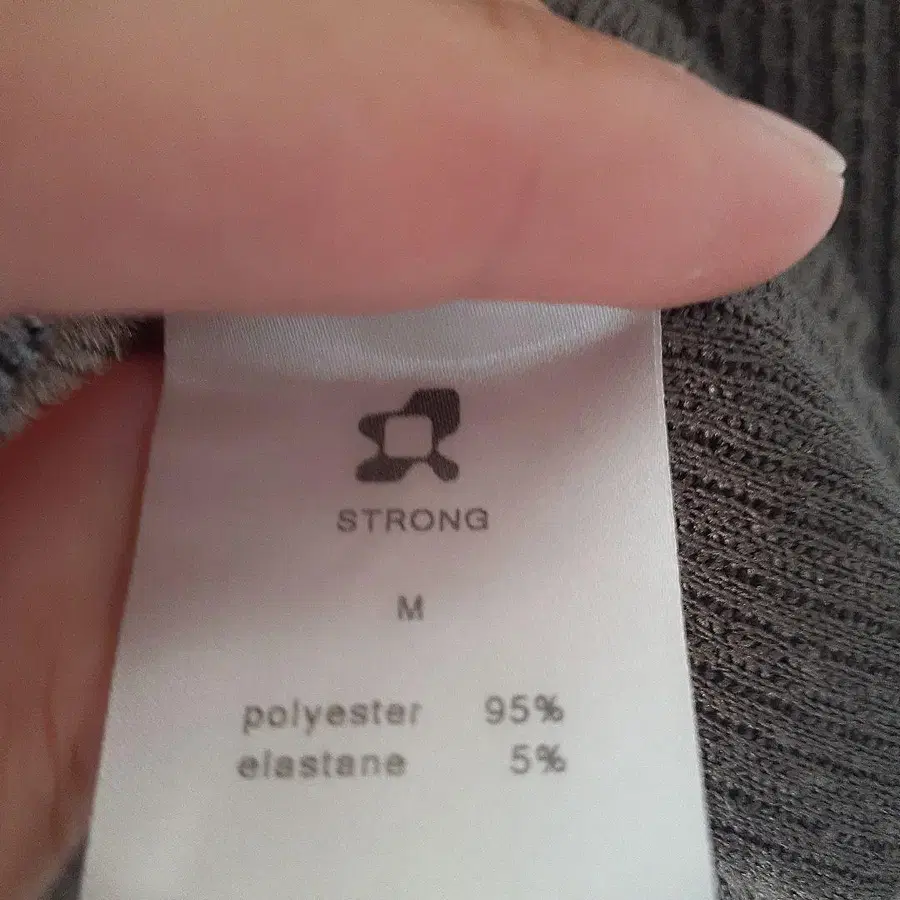 STRONG
M
polyester 95%
elastane 5%